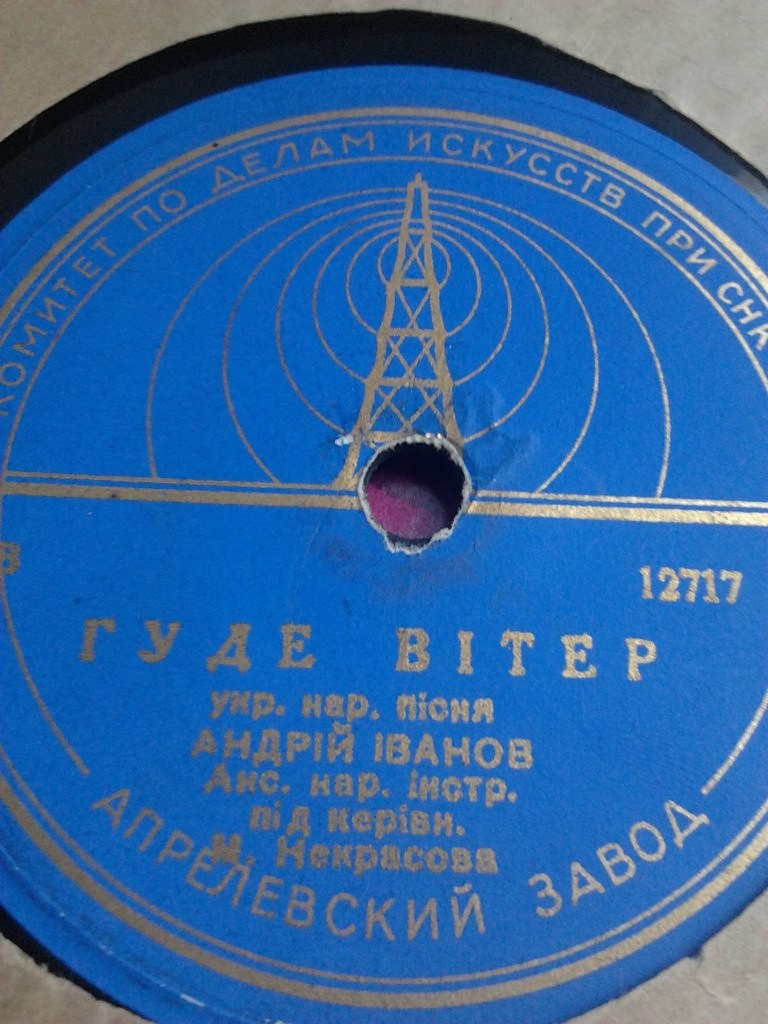 КОМИТЕТ ПО ДЕЛАМ ИСКУССТВ ПРИ СНК
В
12717
ГУДЕ ВІТЕР
укр. нар. пісня
АНДРІЙ ІВАНОВ
Анс. нар. інстр.
під керівн.
Н. Некрасова
АПРЕЛЕВСКИЙ ЗАВОД